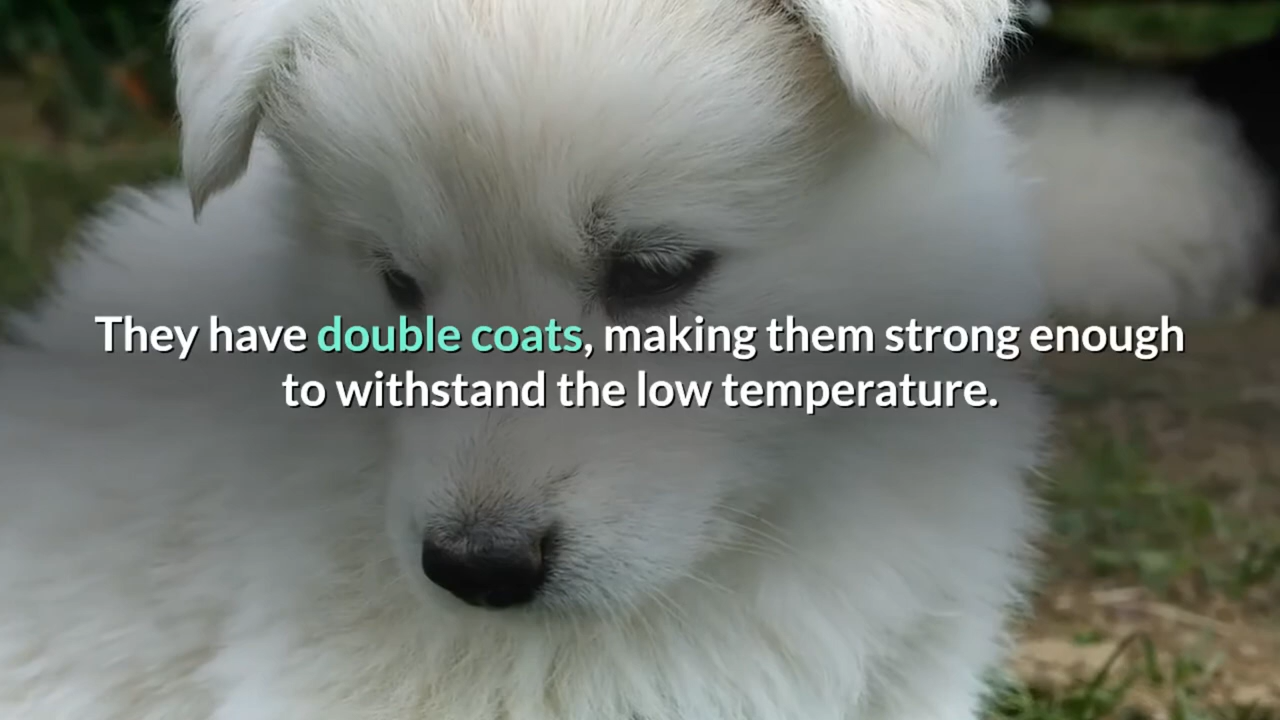 They have double coats, making them strong enough
to withstand the low temperature.